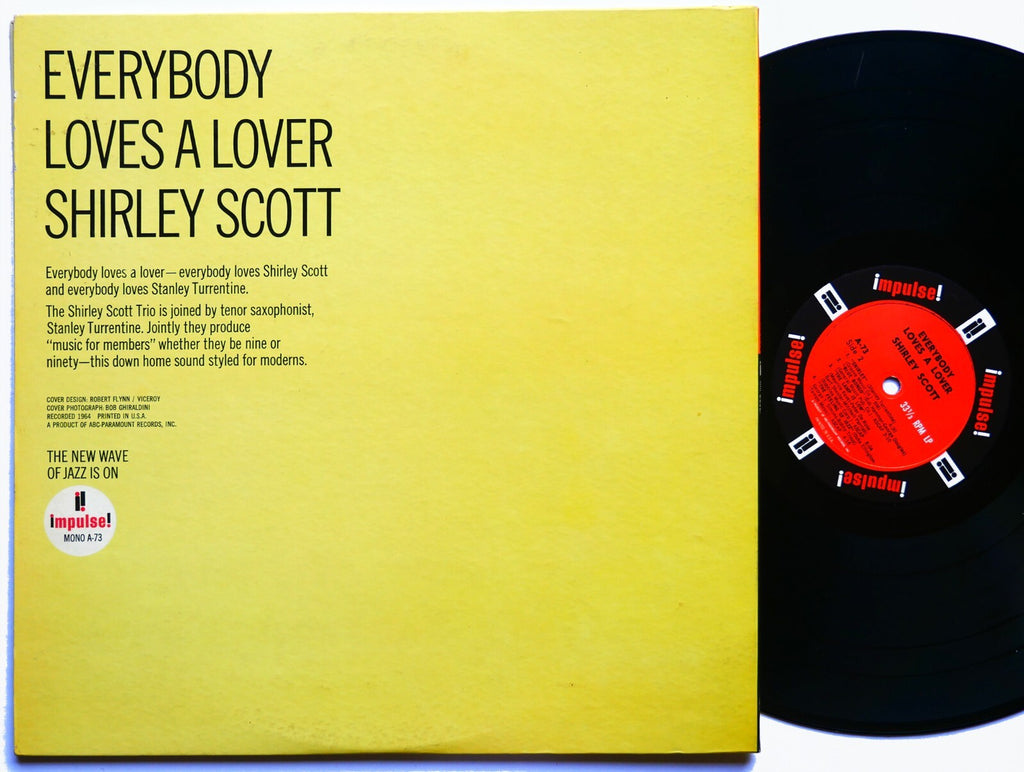 EVERYBODY
LOVES A LOVER
SHIRLEY SCOTT
Everybody loves a lover—everybody loves Shirley Scott
and everybody loves Stanley Turrentine.
The Shirley Scott Trio is joined by tenor saxophonist,
Stanley Turrentine. Jointly they produce
“music for members” whether they be nine or
ninety—this down home sound styled for moderns.
COVER DESIGN: ROBERT FLYNN / VICEROY
COVER PHOTOGRAPH: BOB GHIRALDINI
RECORDED 1964 PRINTED IN U.S.A.
A PRODUCT OF ABC-PARAMOUNT RECORDS, INC.
THE NEW WAVE
OF JAZZ IS ON
i!
impulse!
MONO A-73
impulse!
i!
i!
impulse!
impulse!
i!
i!
impulse!
EVERYBODY
LOVES A LOVER
SHIRLEY SCOTT
A-73
Side 2
33⅓ RPM LP